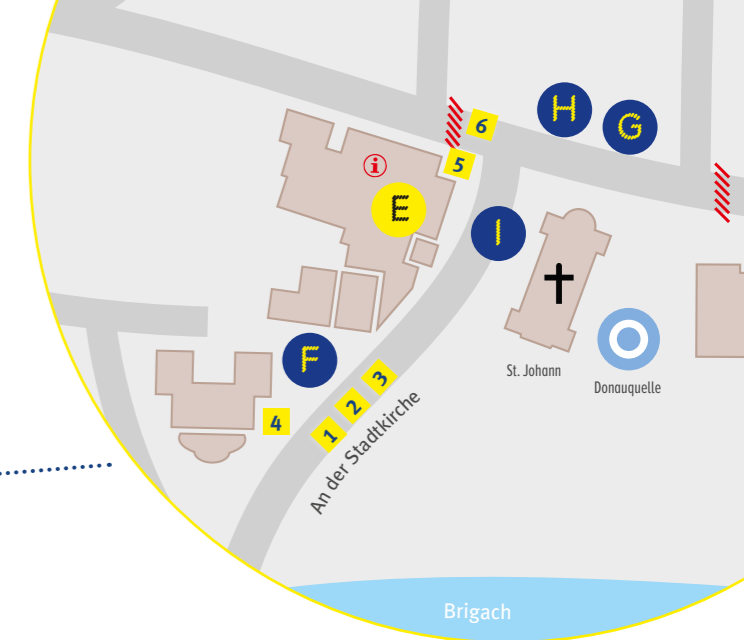 H
6
G
5
i
E
I
St. Johann
F
3
Donauquelle
2
4
1
An der Stadtkirche
Brigach